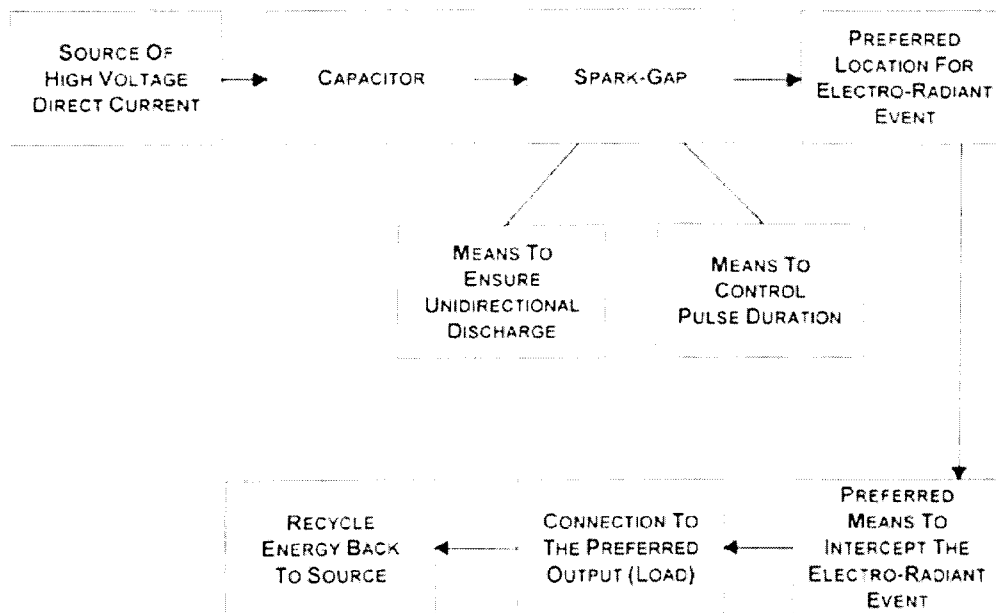 SOURCE OF
HIGH VOLTAGE
DIRECT CURRENT
CAPACITOR
SPARK-GAP
PREFERRED
LOCATION FOR
ELECTRO-RADIANT
EVENT
MEANS TO
ENSURE
UNIDIRECTIONAL
DISCHARGE
MEANS TO
CONTROL
PULSE DURATION
RECYCLE
ENERGY BACK
TO SOURCE
CONNECTION TO
THE PREFERRED
OUTPUT (LOAD)
PREFERRED
MEANS TO
INTERCEPT THE
ELECTRO-RADIANT
EVENT